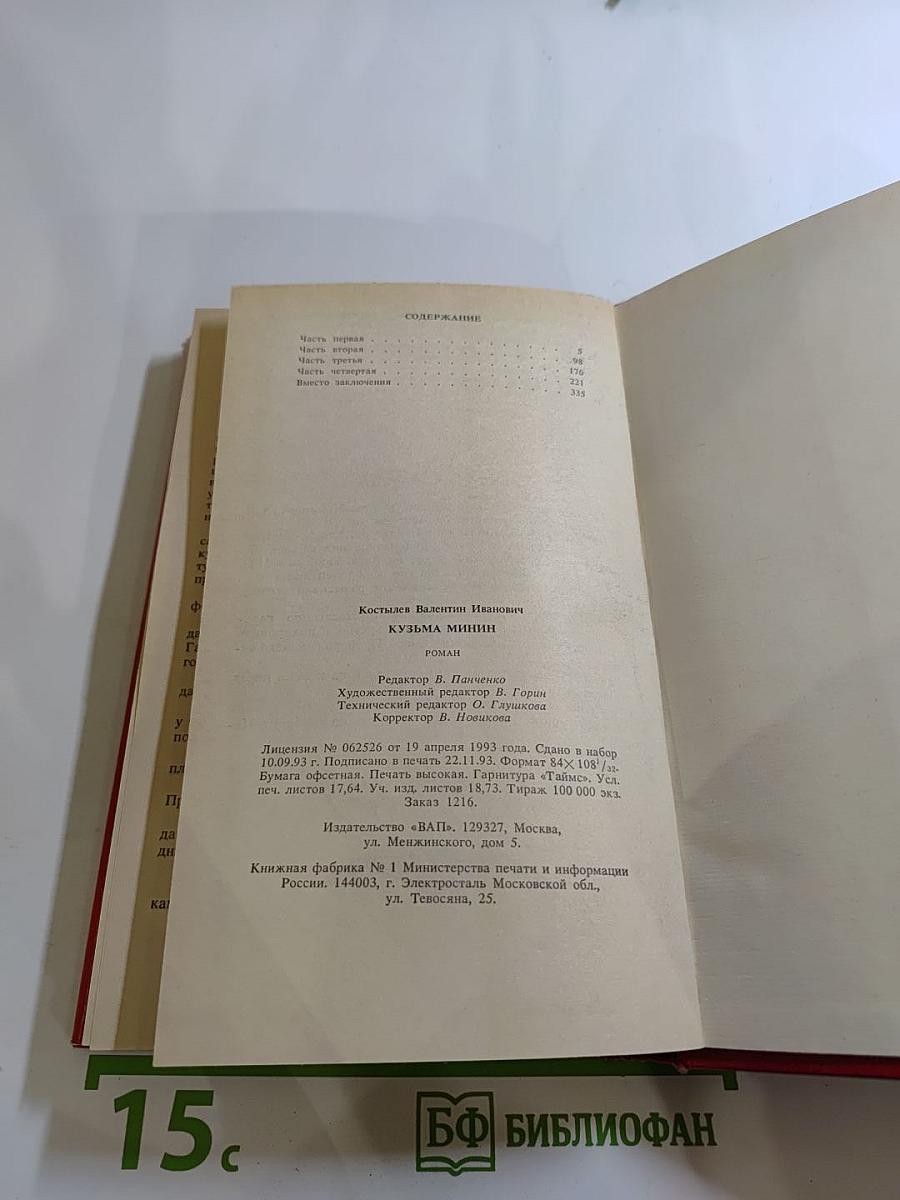 СОДЕРЖАНИЕ
Часть первая . . . . . . . . . . . . . . . . 5
Часть вторая . . . . . . . . . . . . . . . . 98
Часть третья . . . . . . . . . . . . . . . . 176
Часть четвертая . . . . . . . . . . . . . . . 221
Вместо заключения . . . . . . . . . . . . . . 335
Костылев Валентин Иванович
КУЗЬМА МИНИН
РОМАН
Редактор В. Панченко
Художественный редактор В. Горин
Технический редактор О. Глушкова
Корректор В. Новикова
Лицензия № 062526 от 19 апреля 1993 года. Сдано в набор
10.09.93 г. Подписано в печать 22.11.93. Формат 84×108¹/₃₂.
Бумага офсетная. Печать высокая. Гарнитура «Таймс». Усл.
печ. листов 17,64. Уч. изд. листов 18,73. Тираж 100 000 экз.
Заказ 1216.
Издательство «ВАП». 129327, Москва,
ул. Менжинского, дом 5.
Книжная фабрика № 1 Министерства печати и информации
России. 144003, г. Электросталь Московской обл.,
ул. Тевосяна, 25.
15 с
БФ БИБЛИОФАН